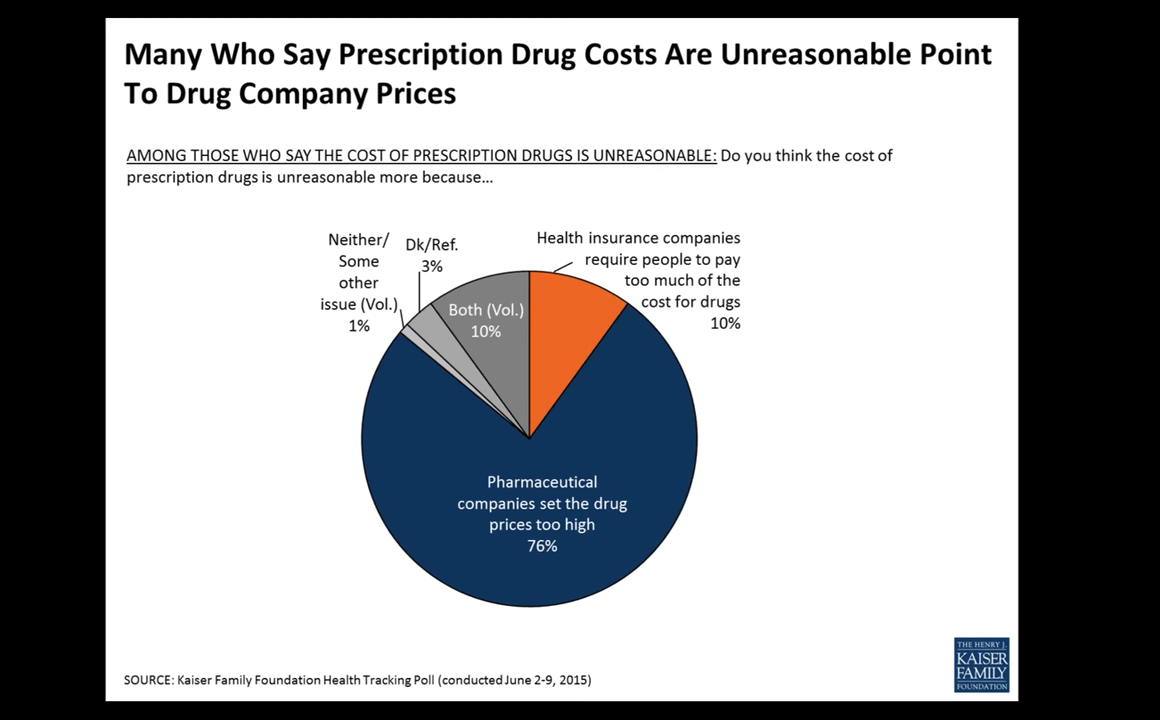 Many Who Say Prescription Drug Costs Are Unreasonable Point
To Drug Company Prices
AMONG THOSE WHO SAY THE COST OF PRESCRIPTION DRUGS IS UNREASONABLE: Do you think the cost of
prescription drugs is unreasonable more because…
Neither/
Some
other
issue (Vol.)
1%
Dk/Ref.
3%
Both (Vol.)
10%
Health insurance companies
require people to pay
too much of the
cost for drugs
10%
Pharmaceutical
companies set the drug
prices too high
76%
SOURCE: Kaiser Family Foundation Health Tracking Poll (conducted June 2-9, 2015)
THE HENRY J.
KAISER
FAMILY
FOUNDATION